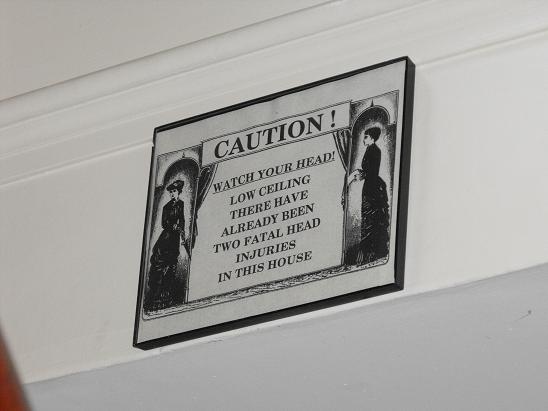 CAUTION !
WATCH YOUR HEAD!
LOW CEILING
THERE HAVE
ALREADY BEEN
TWO FATAL HEAD
INJURIES
IN THIS HOUSE